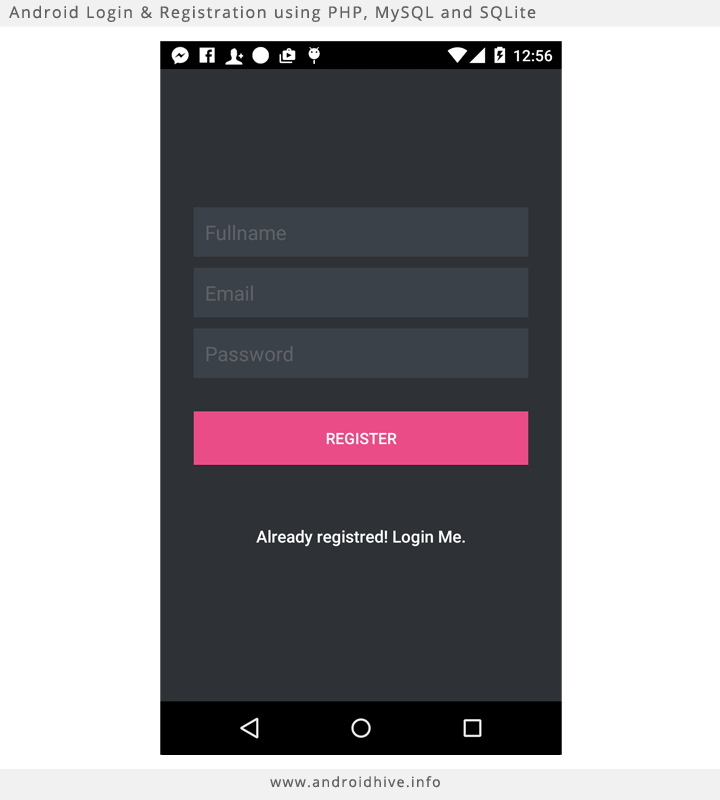 Android Login & Registration using PHP, MySQL and SQLite
12:56
Fullname
Email
Password
REGISTER
Already registred! Login Me.
www.androidhive.info